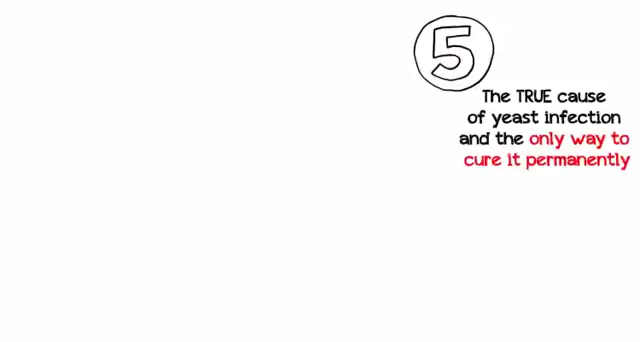 5
The TRUE cause
of yeast infection
and the only way to
cure it permanently